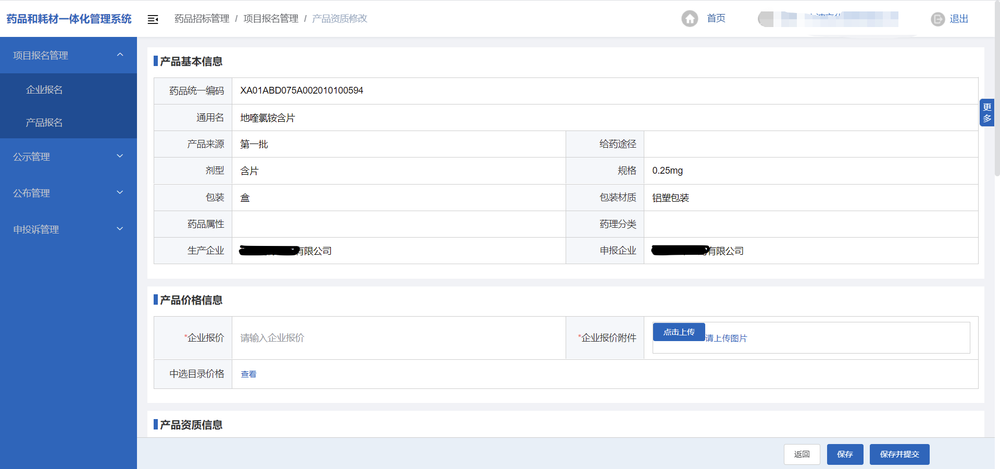 药品和耗材一体化管理系统
药品招标管理 / 项目报名管理 / 产品资质修改
首页
退出
项目报名管理
企业报名
产品报名
公示管理
公布管理
申投诉管理
产品基本信息
药品统一编码 XA01ABD075A002010100594
通用名 地喹氯铵含片
产品来源 第一批 给药途径
剂型 含片 规格 0.25mg
包装 盒 包装材质 铝塑包装
药品属性 药理分类
生产企业 有限公司 申报企业 有限公司
更多
产品价格信息
*企业报价 请输入企业报价 *企业报价附件 点击上传 请上传图片
中选目录价格 查看
产品资质信息
返回 保存 保存并提交